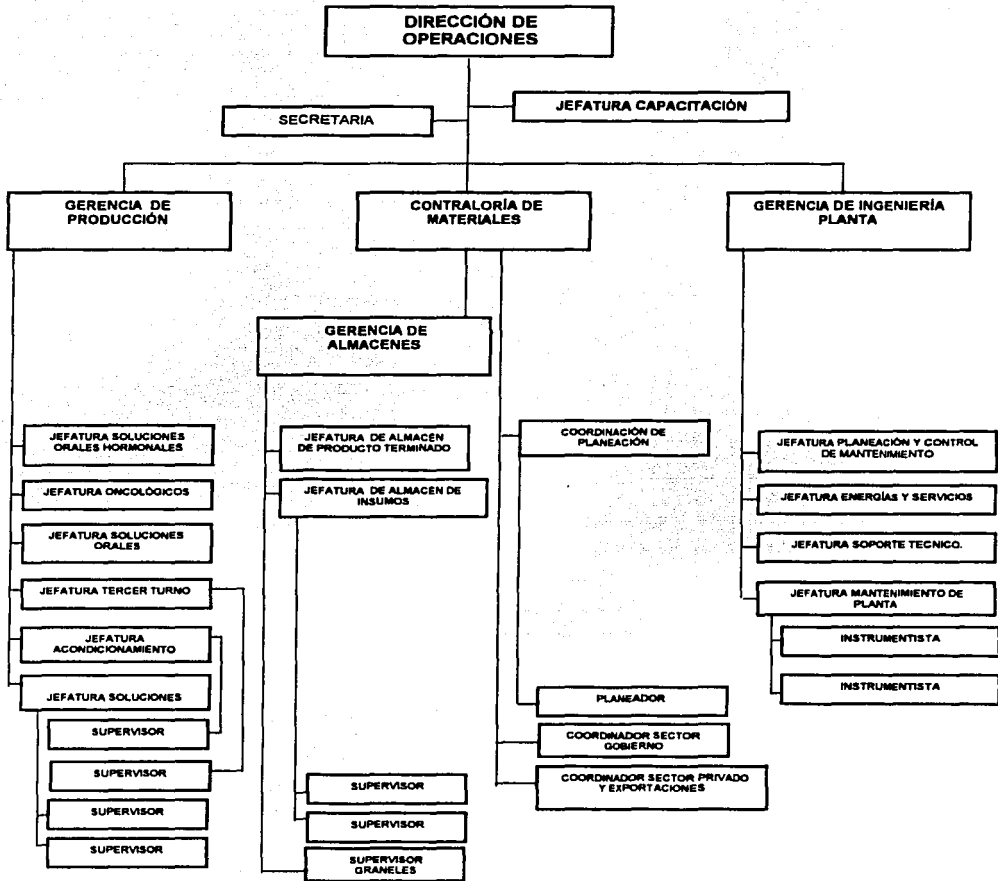 DIRECCIÓN DE
OPERACIONES
JEFATURA CAPACITACIÓN
SECRETARIA
GERENCIA DE
PRODUCCIÓN
CONTRALORÍA DE
MATERIALES
GERENCIA DE INGENIERÍA
PLANTA
GERENCIA DE
ALMACENES
JEFATURA SOLUCIONES
ORALES HORMONALES
JEFATURA ONCOLÓGICOS
JEFATURA SOLUCIONES
ORALES
JEFATURA TERCER TURNO
JEFATURA
ACONDICIONAMIENTO
JEFATURA SOLUCIONES
SUPERVISOR
SUPERVISOR
SUPERVISOR
SUPERVISOR
JEFATURA DE ALMACÉN
DE PRODUCTO TERMINADO
JEFATURA DE ALMACÉN DE
INSUMOS
SUPERVISOR
SUPERVISOR
SUPERVISOR
GRANELES
COORDINACIÓN DE
PLANEACIÓN
PLANEADOR
COORDINADOR SECTOR
GOBIERNO
COORDINADOR SECTOR PRIVADO
Y EXPORTACIONES
JEFATURA PLANEACIÓN Y CONTROL
DE MANTENIMIENTO
JEFATURA ENERGÍAS Y SERVICIOS
JEFATURA SOPORTE TECNICO.
JEFATURA MANTENIMIENTO DE
PLANTA
INSTRUMENTISTA
INSTRUMENTISTA